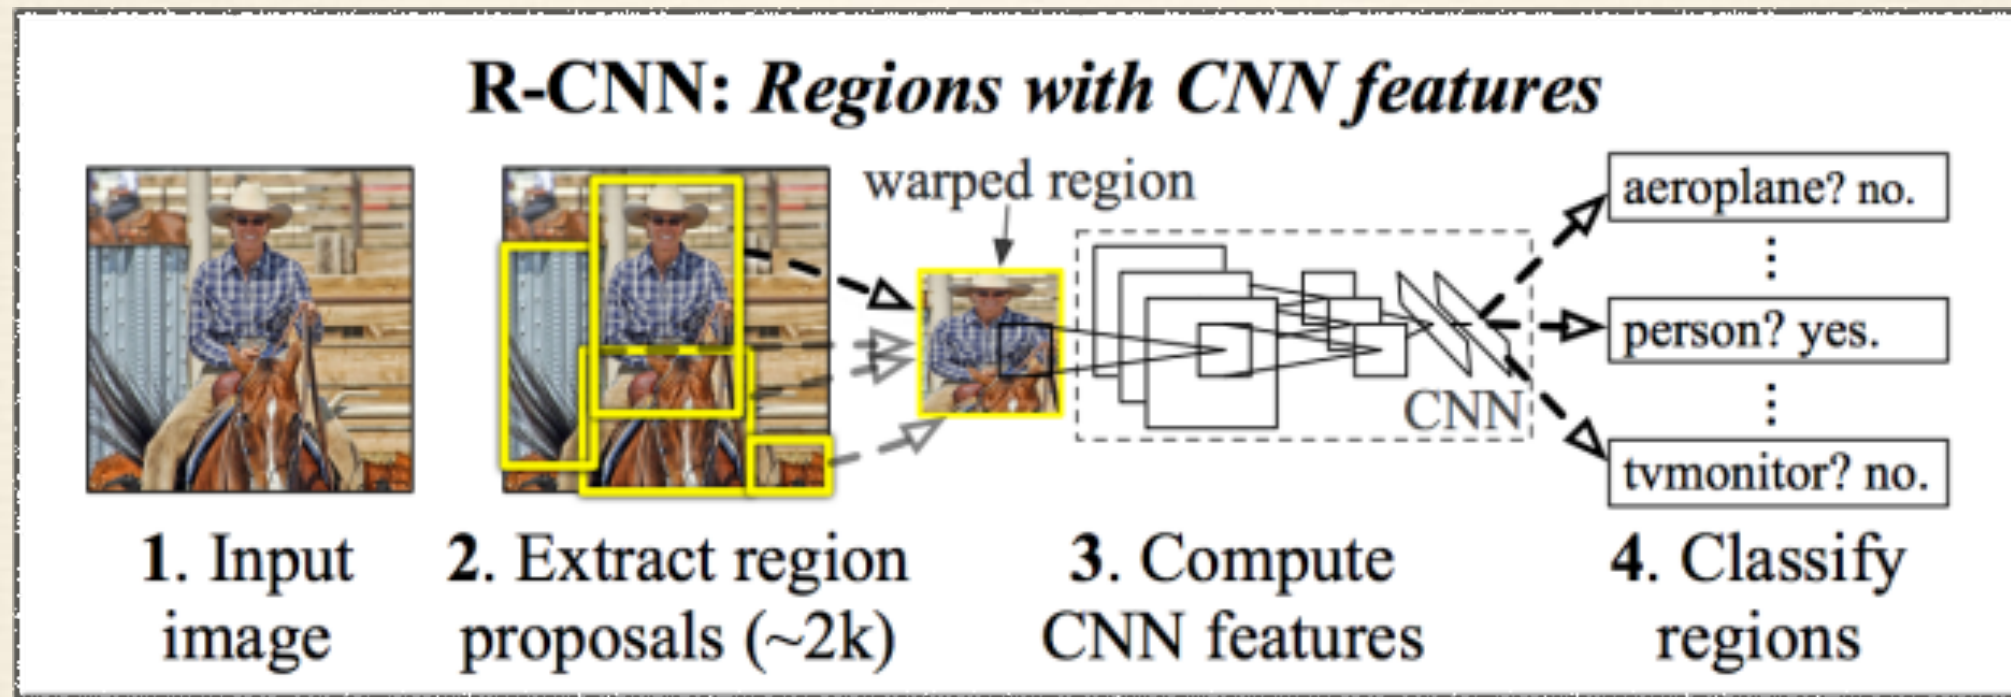 R-CNN: Regions with CNN features
warped region
aeroplane? no.
person? yes.
CNN
tvmonitor? no.
1. Input
image
2. Extract region
proposals (~2k)
3. Compute
CNN features
4. Classify
regions